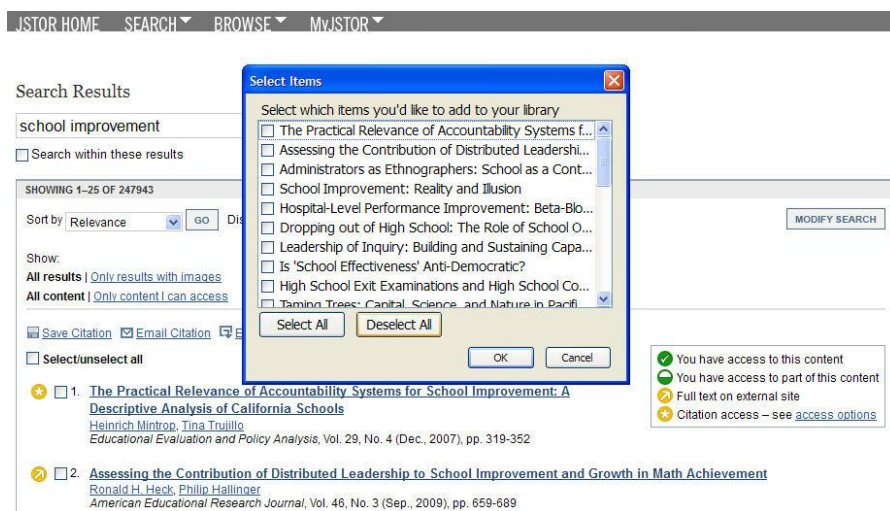 JSTOR HOME SEARCH BROWSE MyJSTOR
Search Results
school improvement
Search within these results
SHOWING 1–25 OF 247943
Sort by Relevance GO Dis
MODIFY SEARCH
Show:
All results | Only results with images
All content | Only content I can access
Save Citation Email Citation E
Select/unselect all
Select Items
Select which items you'd like to add to your library
The Practical Relevance of Accountability Systems f...
Assessing the Contribution of Distributed Leadershi...
Administrators as Ethnographers: School as a Cont...
School Improvement: Reality and Illusion
Hospital-Level Performance Improvement: Beta-Blo...
Dropping out of High School: The Role of School O...
Leadership of Inquiry: Building and Sustaining Capa...
Is 'School Effectiveness' Anti-Democratic?
High School Exit Examinations and High School Co...
Taming Trees: Capital, Science, and Nature in Pacifi...
Select All Deselect All
OK Cancel
You have access to this content
You have access to part of this content
Full text on external site
Citation access – see access options
1. The Practical Relevance of Accountability Systems for School Improvement: A
Descriptive Analysis of California Schools
Heinrich Mintrop, Tina Trujillo
Educational Evaluation and Policy Analysis, Vol. 29, No. 4 (Dec., 2007), pp. 319-352
2. Assessing the Contribution of Distributed Leadership to School Improvement and Growth in Math Achievement
Ronald H. Heck, Philip Hallinger
American Educational Research Journal, Vol. 46, No. 3 (Sep., 2009), pp. 659-689